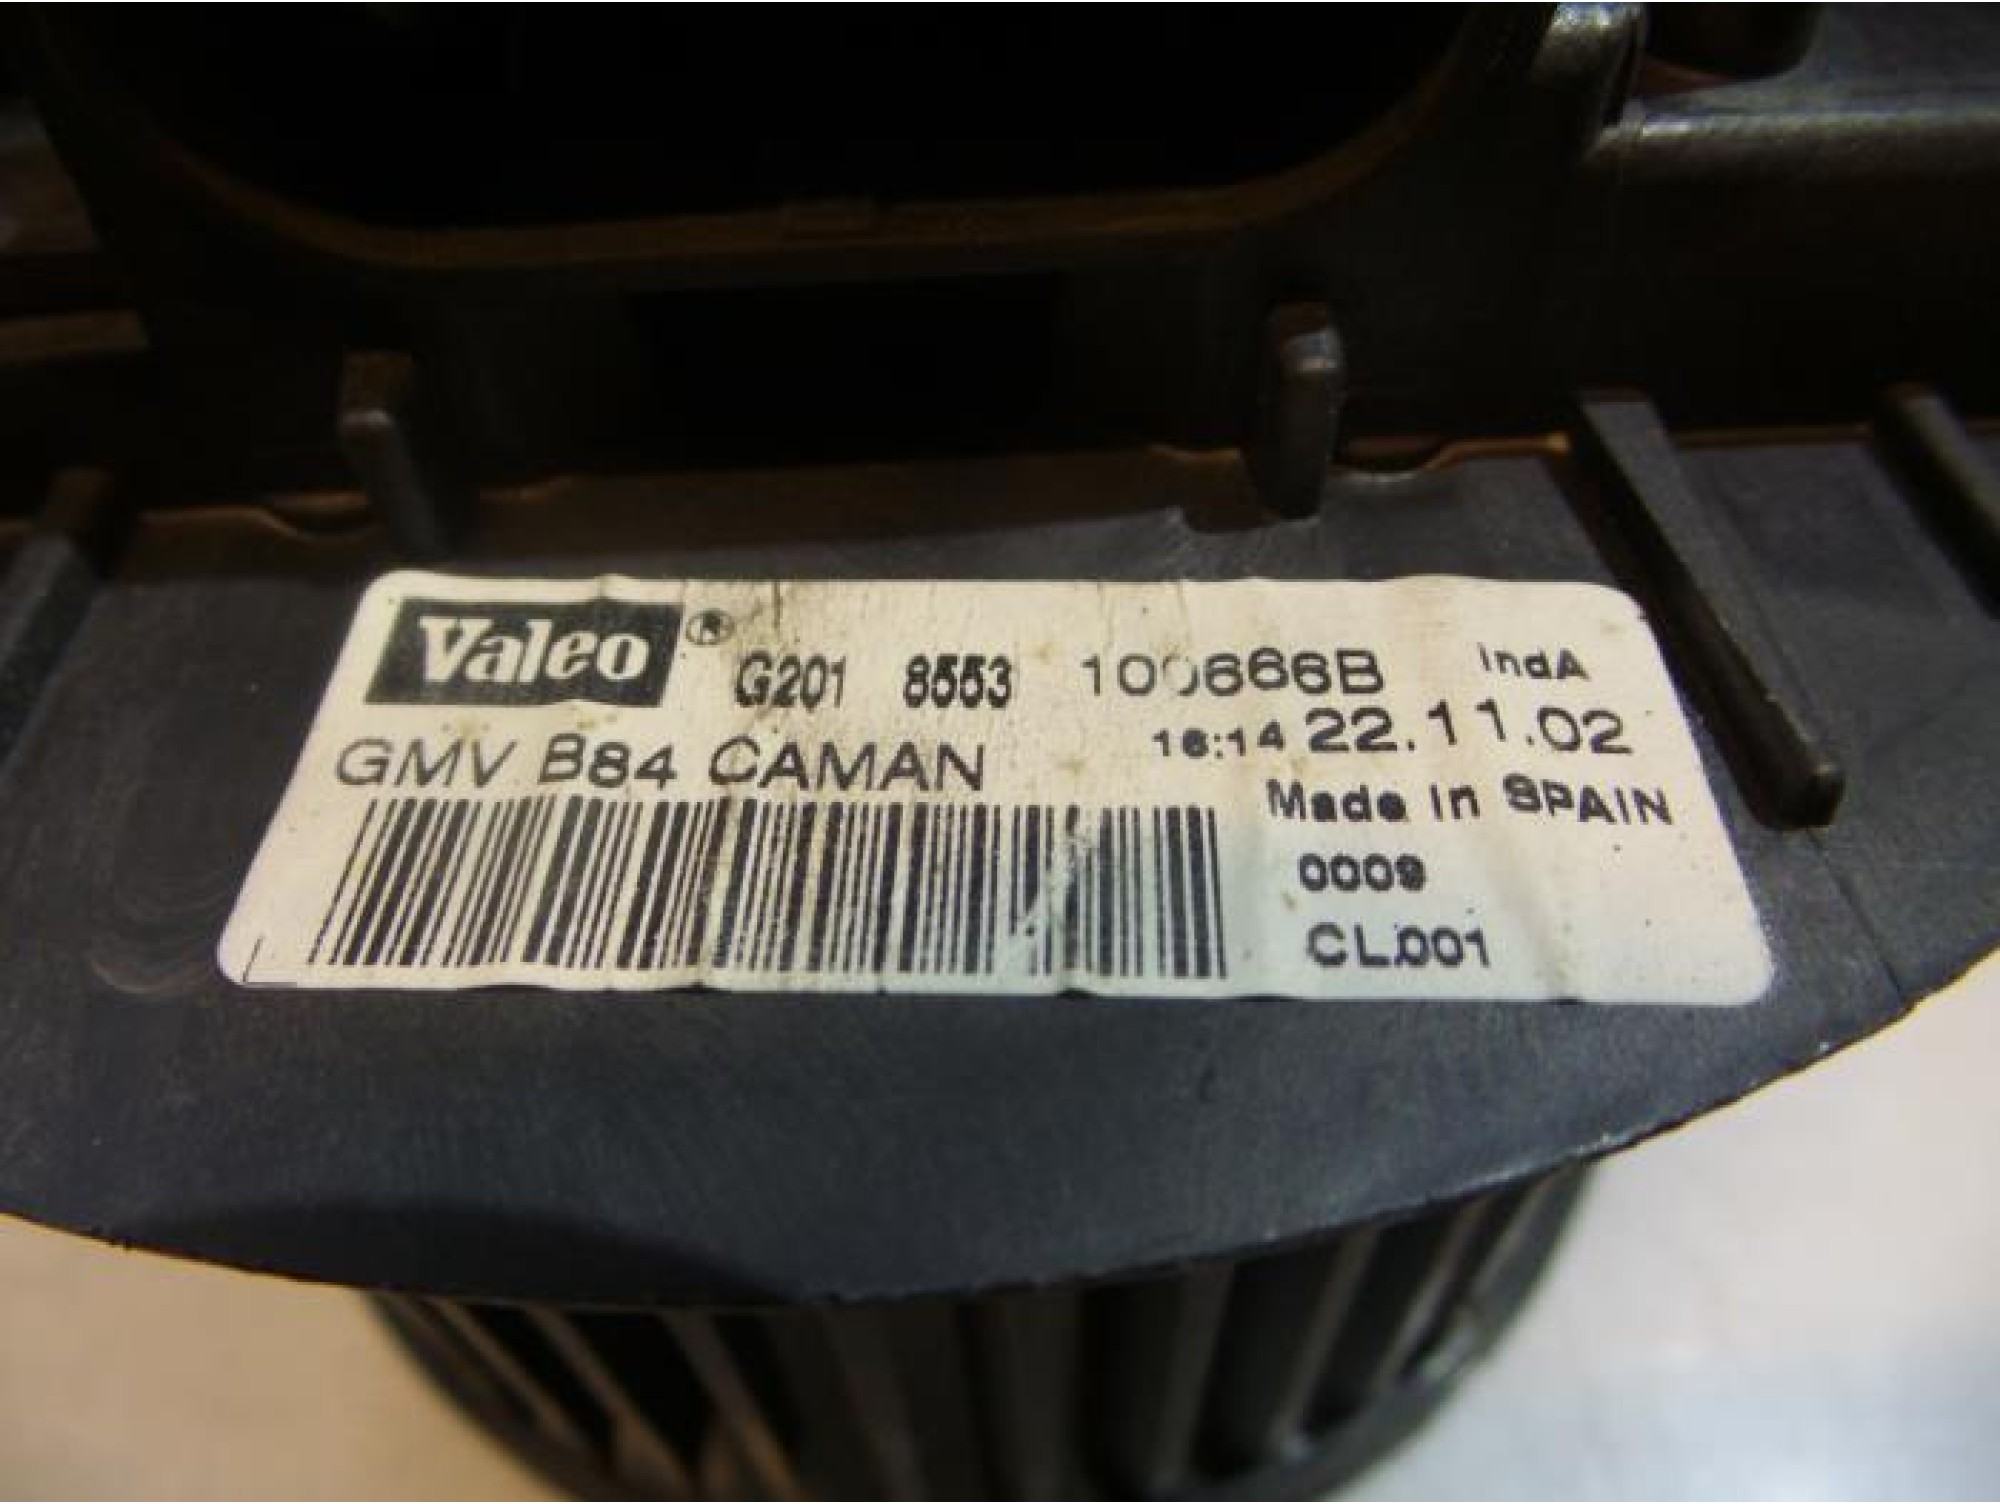 Valeo® G201 8553 100666B indA
GMV B84 CAMAN 16:14 22.11.02
Made in SPAIN
0009
CL001